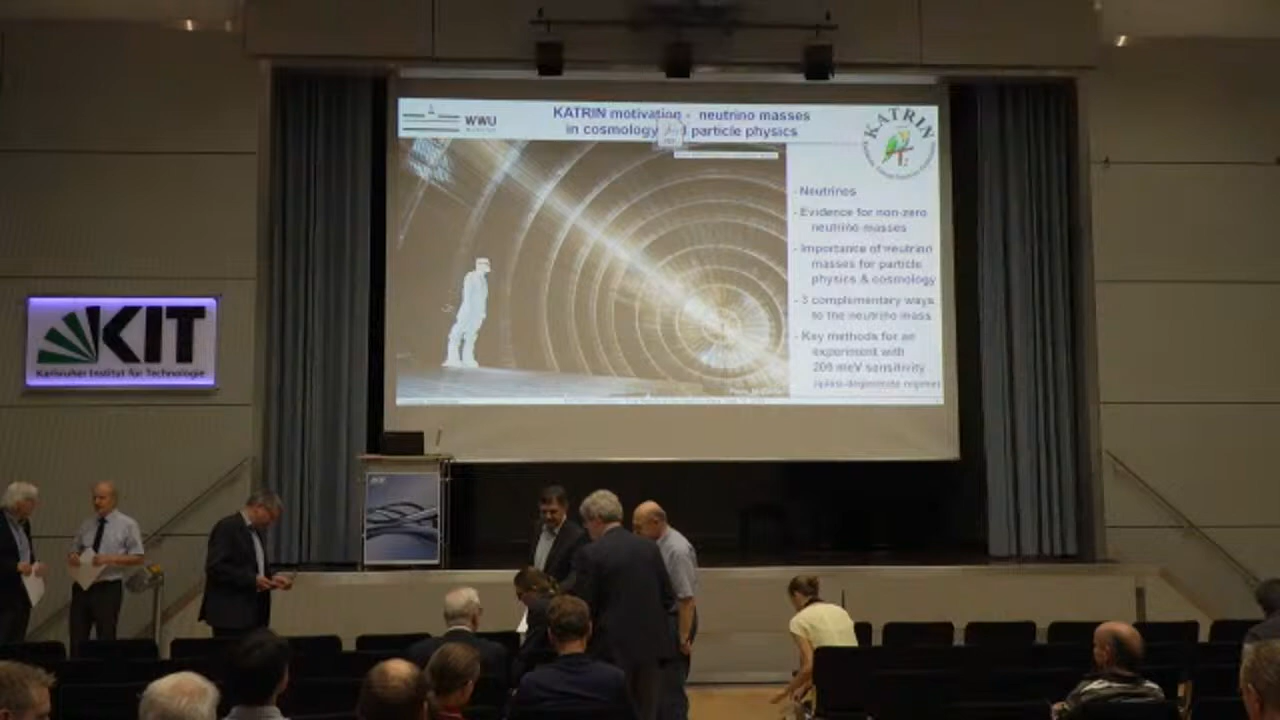 WWU
KATRIN motivation - neutrino masses
in cosmology and particle physics
KATRIN
- Neutrinos
- Evidence for non-zero
neutrino masses
- Importance of neutrino
masses for particle
physics & cosmology
- 3 complementary ways
to the neutrino mass
- Key methods for an
experiment with
200 meV sensitivity
KIT
Karlsruher Institut für Technologie